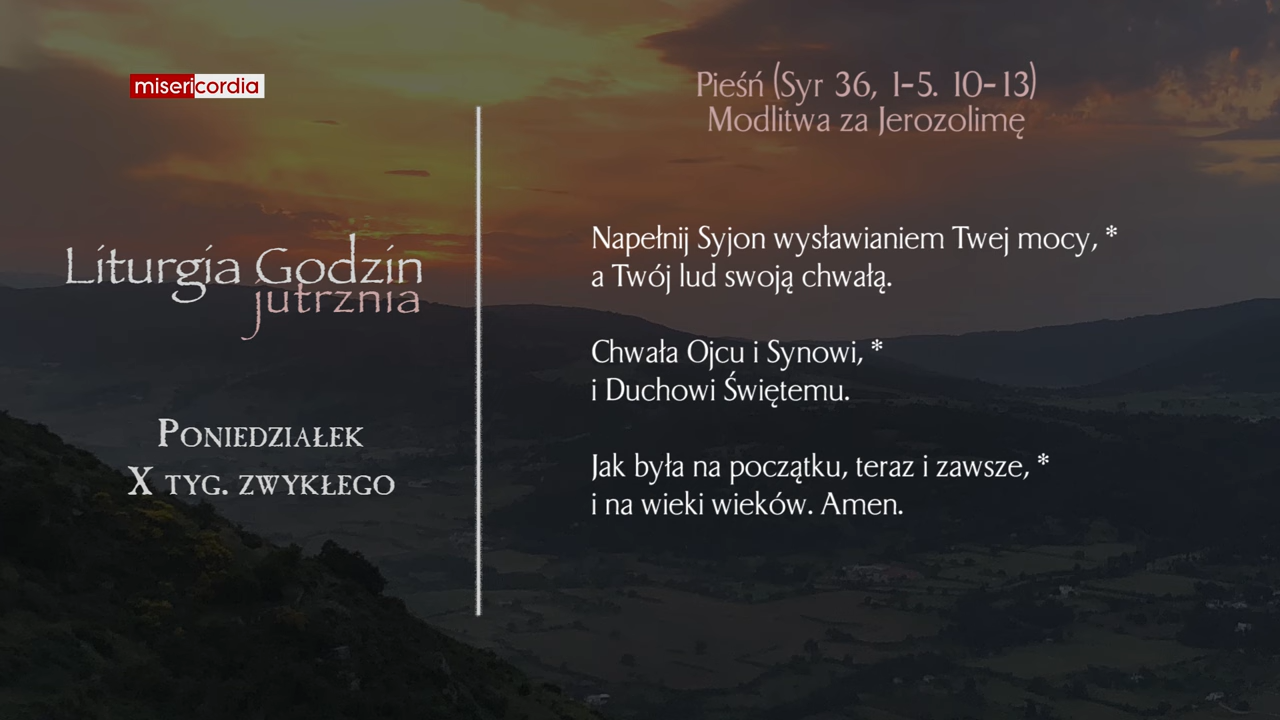 misericordia
Liturgia Godzin
jutrznia
Poniedziałek
X tyg. zwykłego
Pieśń (Syr 36, 1-5. 10-13)
Modlitwa za Jerozolimę
Napełnij Syjon wysławianiem Twej mocy, *
a Twój lud swoją chwałą.
Chwała Ojcu i Synowi, *
i Duchowi Świętemu.
Jak była na początku, teraz i zawsze, *
i na wieki wieków. Amen.